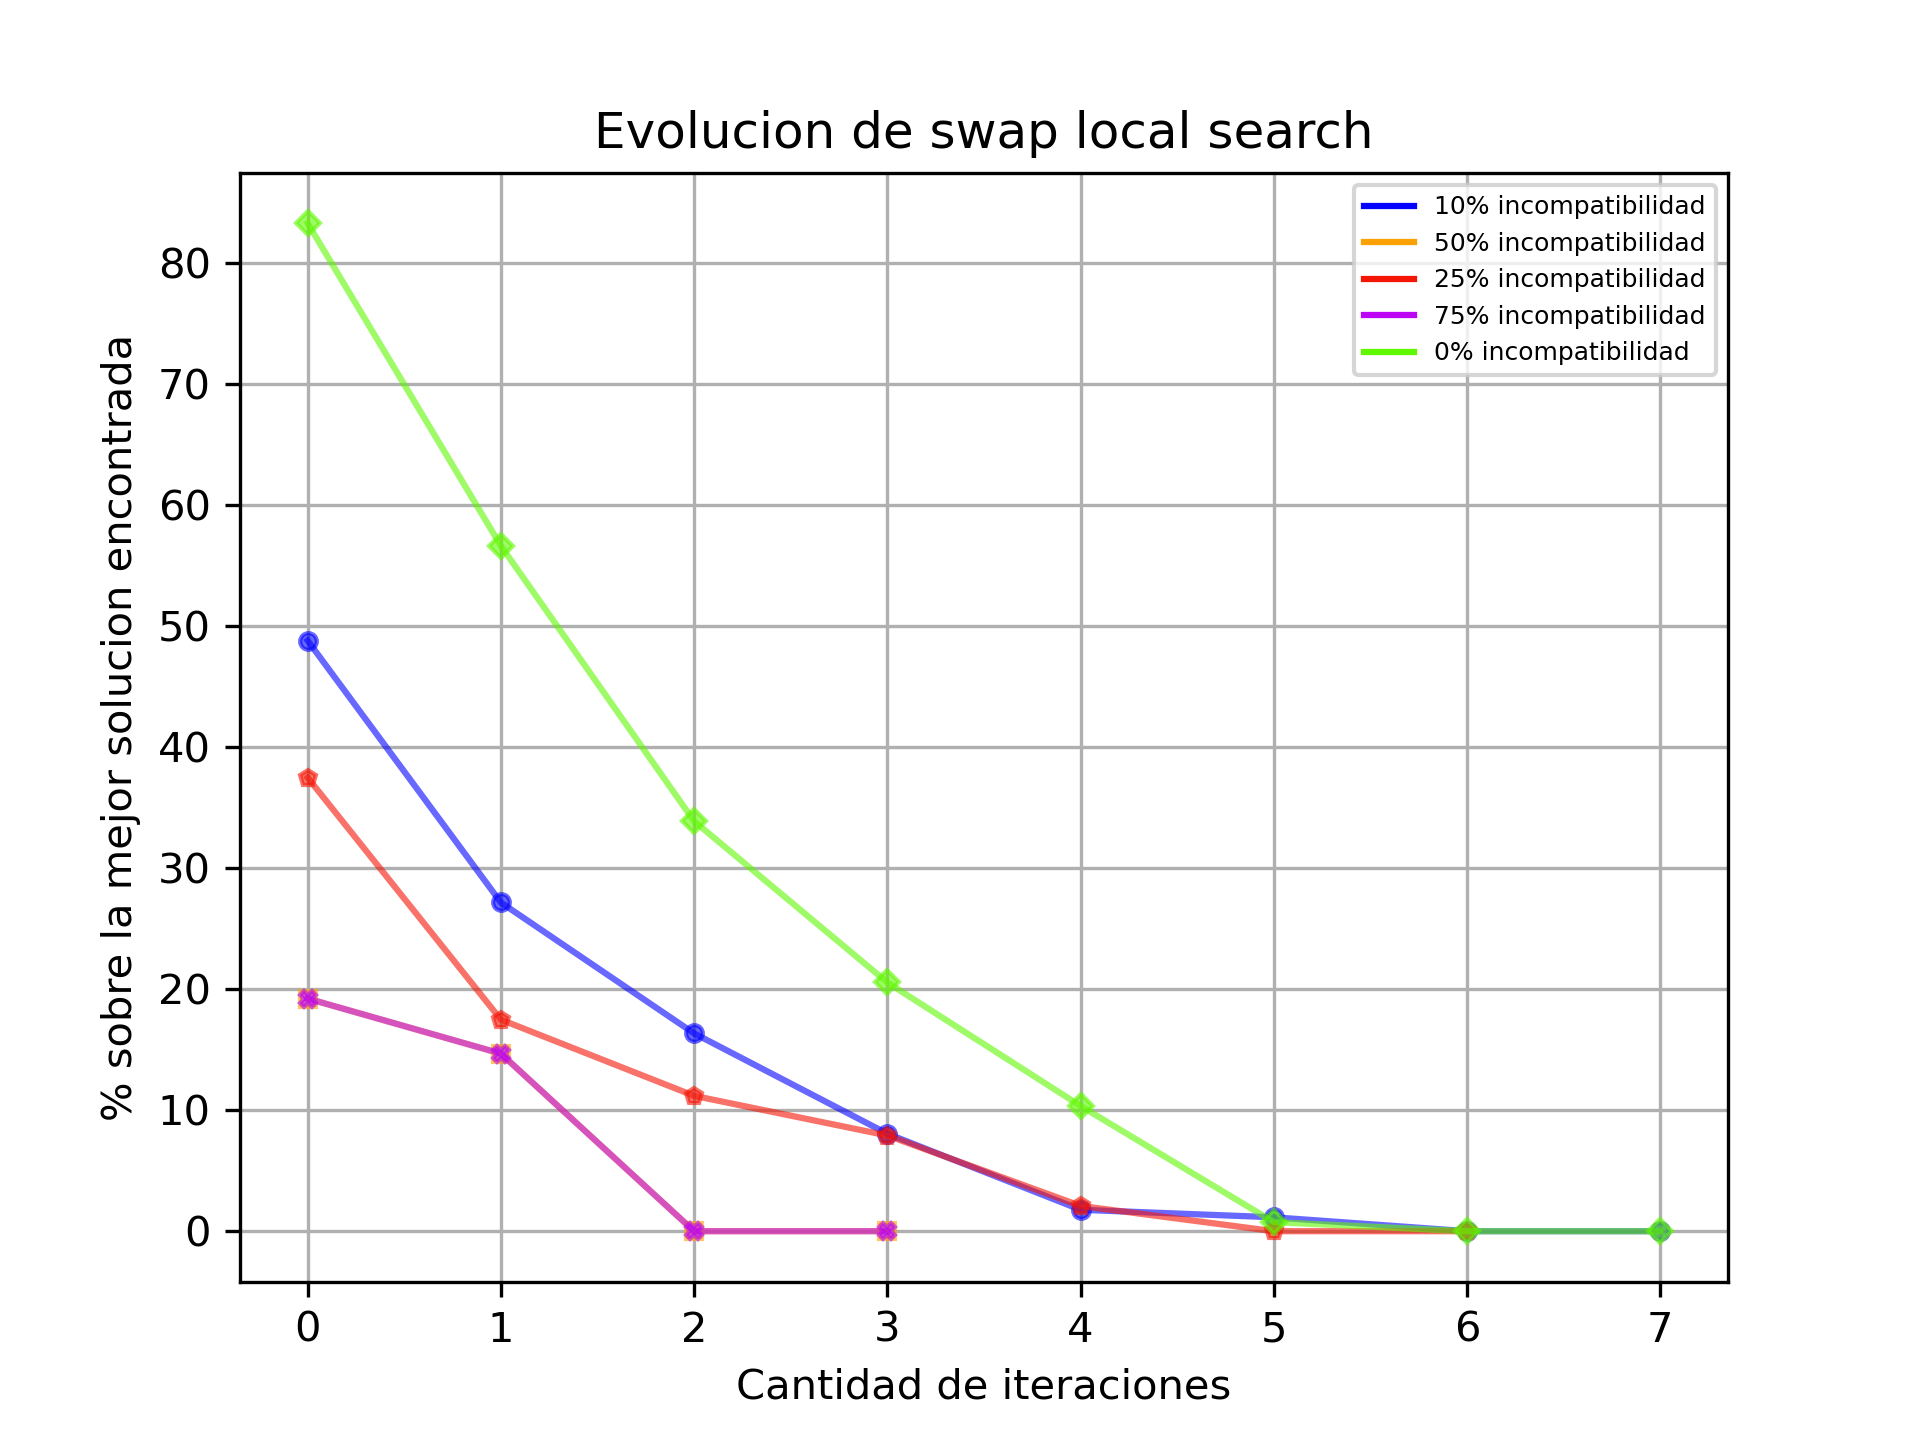 Evolucion de swap local search
10% incompatibilidad
50% incompatibilidad
25% incompatibilidad
75% incompatibilidad
0% incompatibilidad
% sobre la mejor solucion encontrada
80
70
60
50
40
30
20
10
0
0 1 2 3 4 5 6 7
Cantidad de iteraciones